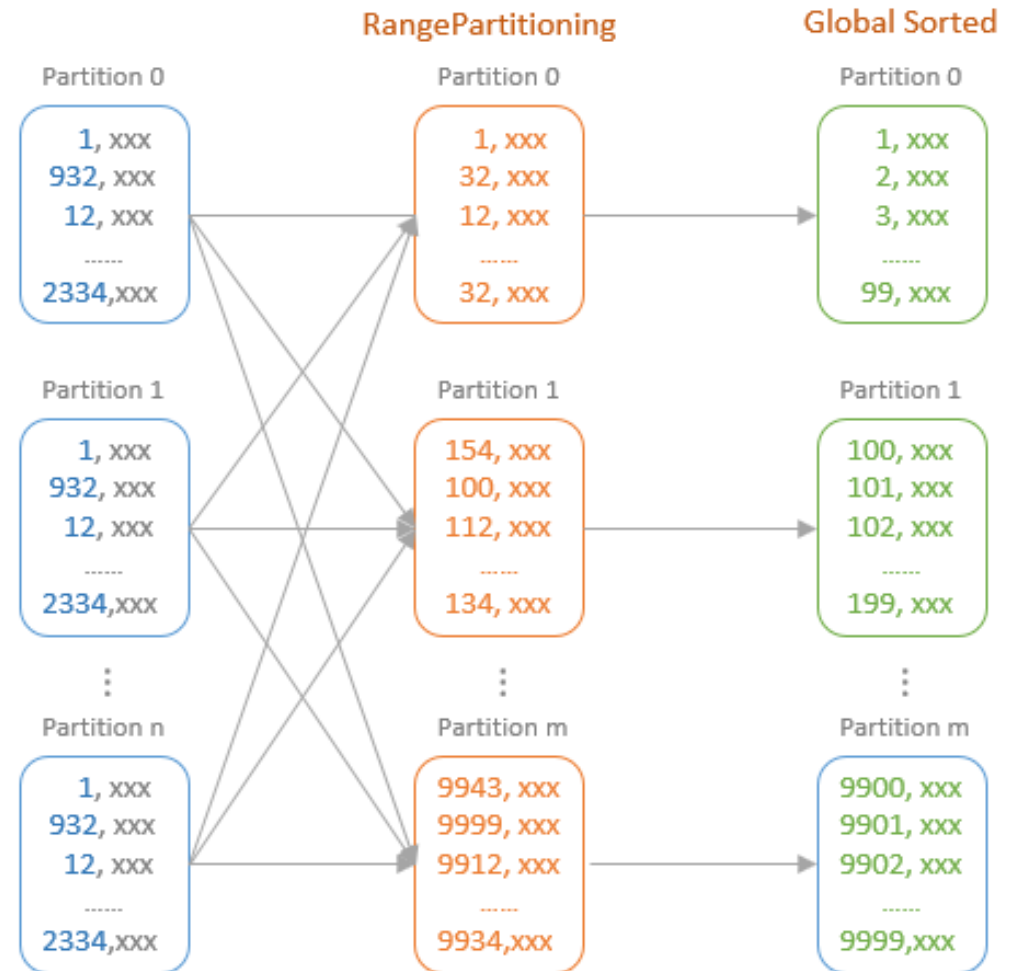 RangePartitioning
Global Sorted
Partition 0
1, xxx
932, xxx
12, xxx
......
2334,xxx
Partition 0
1, xxx
32, xxx
12, xxx
......
32, xxx
Partition 0
1, xxx
2, xxx
3, xxx
......
99, xxx
Partition 1
1, xxx
932, xxx
12, xxx
......
2334,xxx
Partition 1
154, xxx
100, xxx
112, xxx
......
134, xxx
Partition 1
100, xxx
101, xxx
102, xxx
......
199, xxx
Partition n
1, xxx
932, xxx
12, xxx
......
2334,xxx
Partition m
9943, xxx
9999, xxx
9912, xxx
......
9934,xxx
Partition m
9900, xxx
9901, xxx
9902, xxx
......
9999,xxx